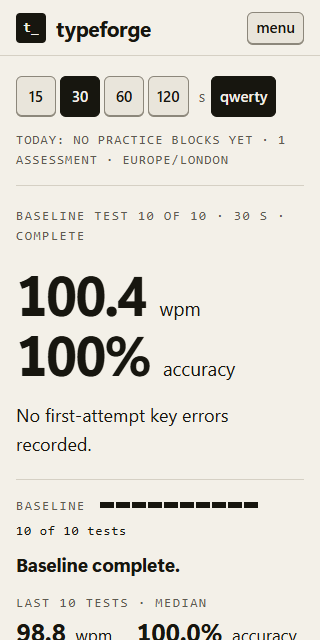 t_ typeforge menu
15 30 60 120 s qwerty
TODAY: NO PRACTICE BLOCKS YET · 1
ASSESSMENT · EUROPE/LONDON
BASELINE TEST 10 OF 10 · 30 S ·
COMPLETE
100.4 wpm
100% accuracy
No first-attempt key errors
recorded.
BASELINE
10 of 10 tests
Baseline complete.
LAST 10 TESTS · MEDIAN
98.8 wpm 100.0% accuracy